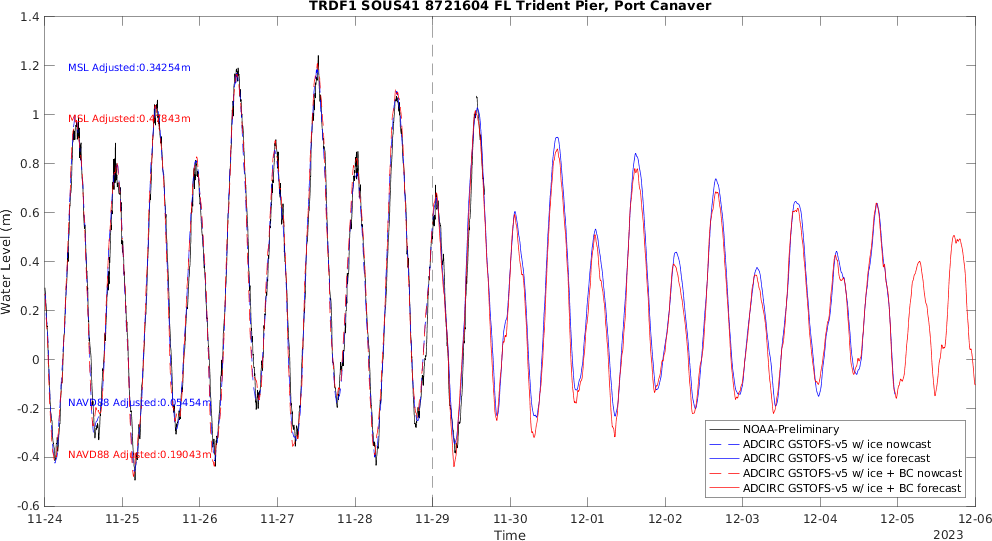 TRDF1 SOUS41 8721604 FL Trident Pier, Port Canaver
1.4
1.2
1
0.8
0.6
0.4
0.2
0
-0.2
-0.4
-0.6
Water Level (m)
MSL Adjusted:0.34254m
MSL
NAVD88 Adjusted:0.05454m
NAVD88 Adjusted:0.19043m
NOAA-Preliminary
ADCIRC GSTOFS-v5 w/ ice nowcast
ADCIRC GSTOFS-v5 w/ ice forecast
ADCIRC GSTOFS-v5 w/ ice + BC nowcast
ADCIRC GSTOFS-v5 w/ ice + BC forecast
11-24 11-25 11-26 11-27 11-28 11-29 11-30 12-01 12-02 12-03 12-04 12-05 12-06
Time
2023